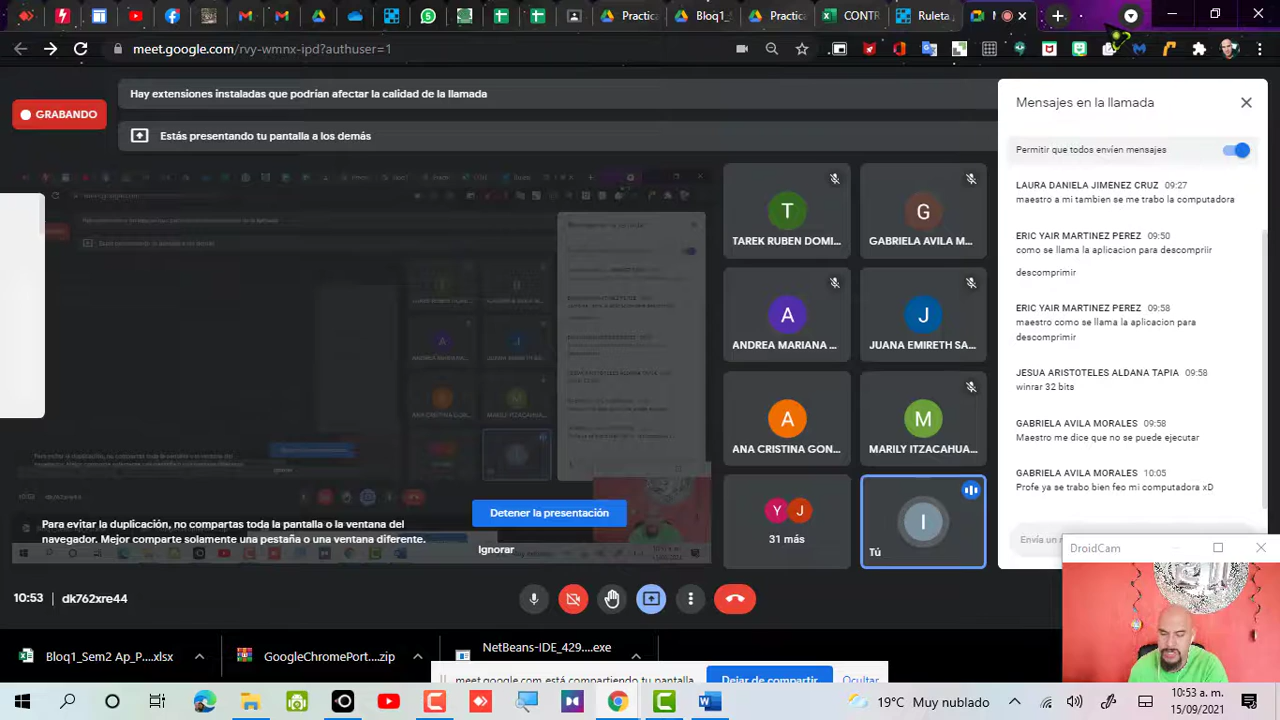 Practic
Bloq1_
Practic
CONTR
Ruleta
meet.google.com/rvy-wmnx-ipd?authuser=1
GRABANDO
Hay extensiones instaladas que podrían afectar la calidad de la llamada
Estás presentando tu pantalla a los demás
Para evitar la duplicación, no compartas toda la pantalla o la ventana del
navegador. Mejor comparte solamente una pestaña o una ventana diferente.
Detener la presentación
Ignorar
T
TAREK RUBEN DOMI...
G
GABRIELA AVILA M...
A
ANDREA MARIANA ...
J
JUANA EMIRETH SA...
A
ANA CRISTINA GON...
M
MARILY ITZACAHUA...
Y J
31 más
I
Tú
Mensajes en la llamada
Permitir que todos envíen mensajes
LAURA DANIELA JIMENEZ CRUZ 09:27
maestro a mi tambien se me trabo la computadora
ERIC YAIR MARTINEZ PEREZ 09:50
como se llama la aplicacion para descompriir
descomprimir
ERIC YAIR MARTINEZ PEREZ 09:58
maestro como se llama la aplicacion para
descomprimir
JESUA ARISTOTELES ALDANA TAPIA 09:58
winrar 32 bits
GABRIELA AVILA MORALES 09:58
Maestro me dice que no se puede ejecutar
GABRIELA AVILA MORALES 10:05
Profe ya se trabo bien feo mi computadora xD
Envía un
DroidCam
10:53 dk762xre44
Bloq1_Sem2 Ap_P....xlsx
GoogleChromePort....zip
NetBeans-IDE_429....exe
meet.google.com está compartiendo tu pantalla.
Dejar de compartir
Ocultar
19°C Muy nublado
10:53 a. m.
15/09/2021